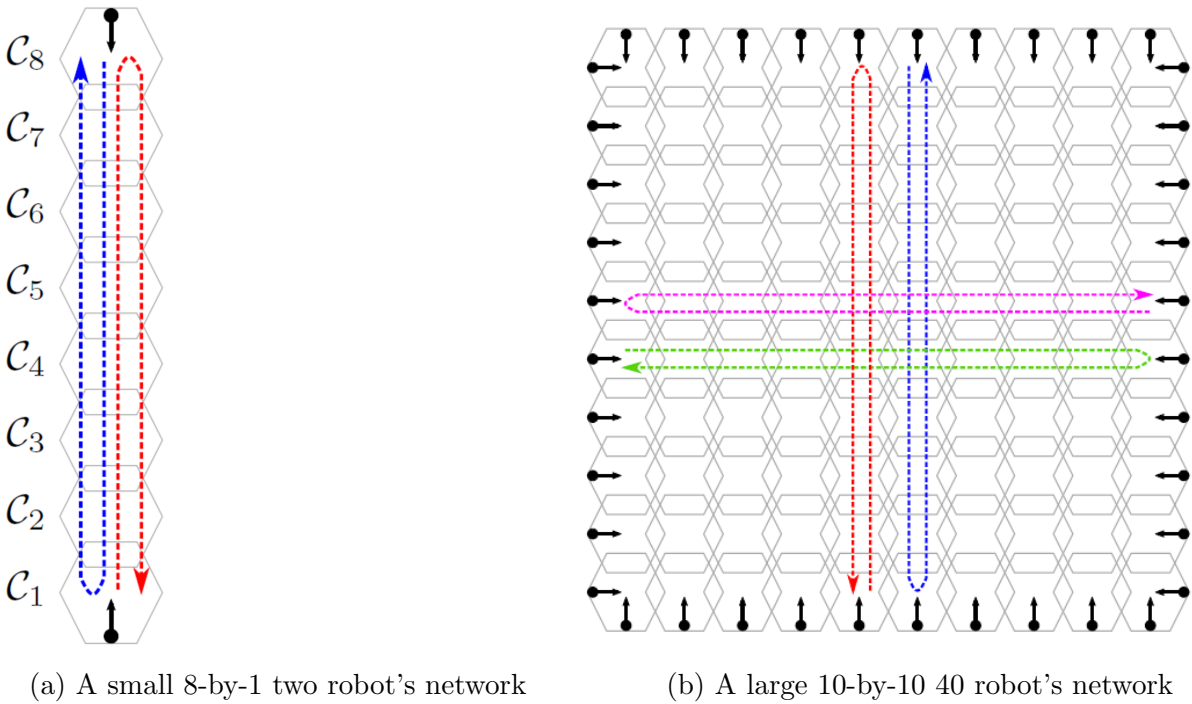 C₈
C₇
C₆
C₅
C₄
C₃
C₂
C₁
(a) A small 8-by-1 two robot's network
(b) A large 10-by-10 40 robot's network